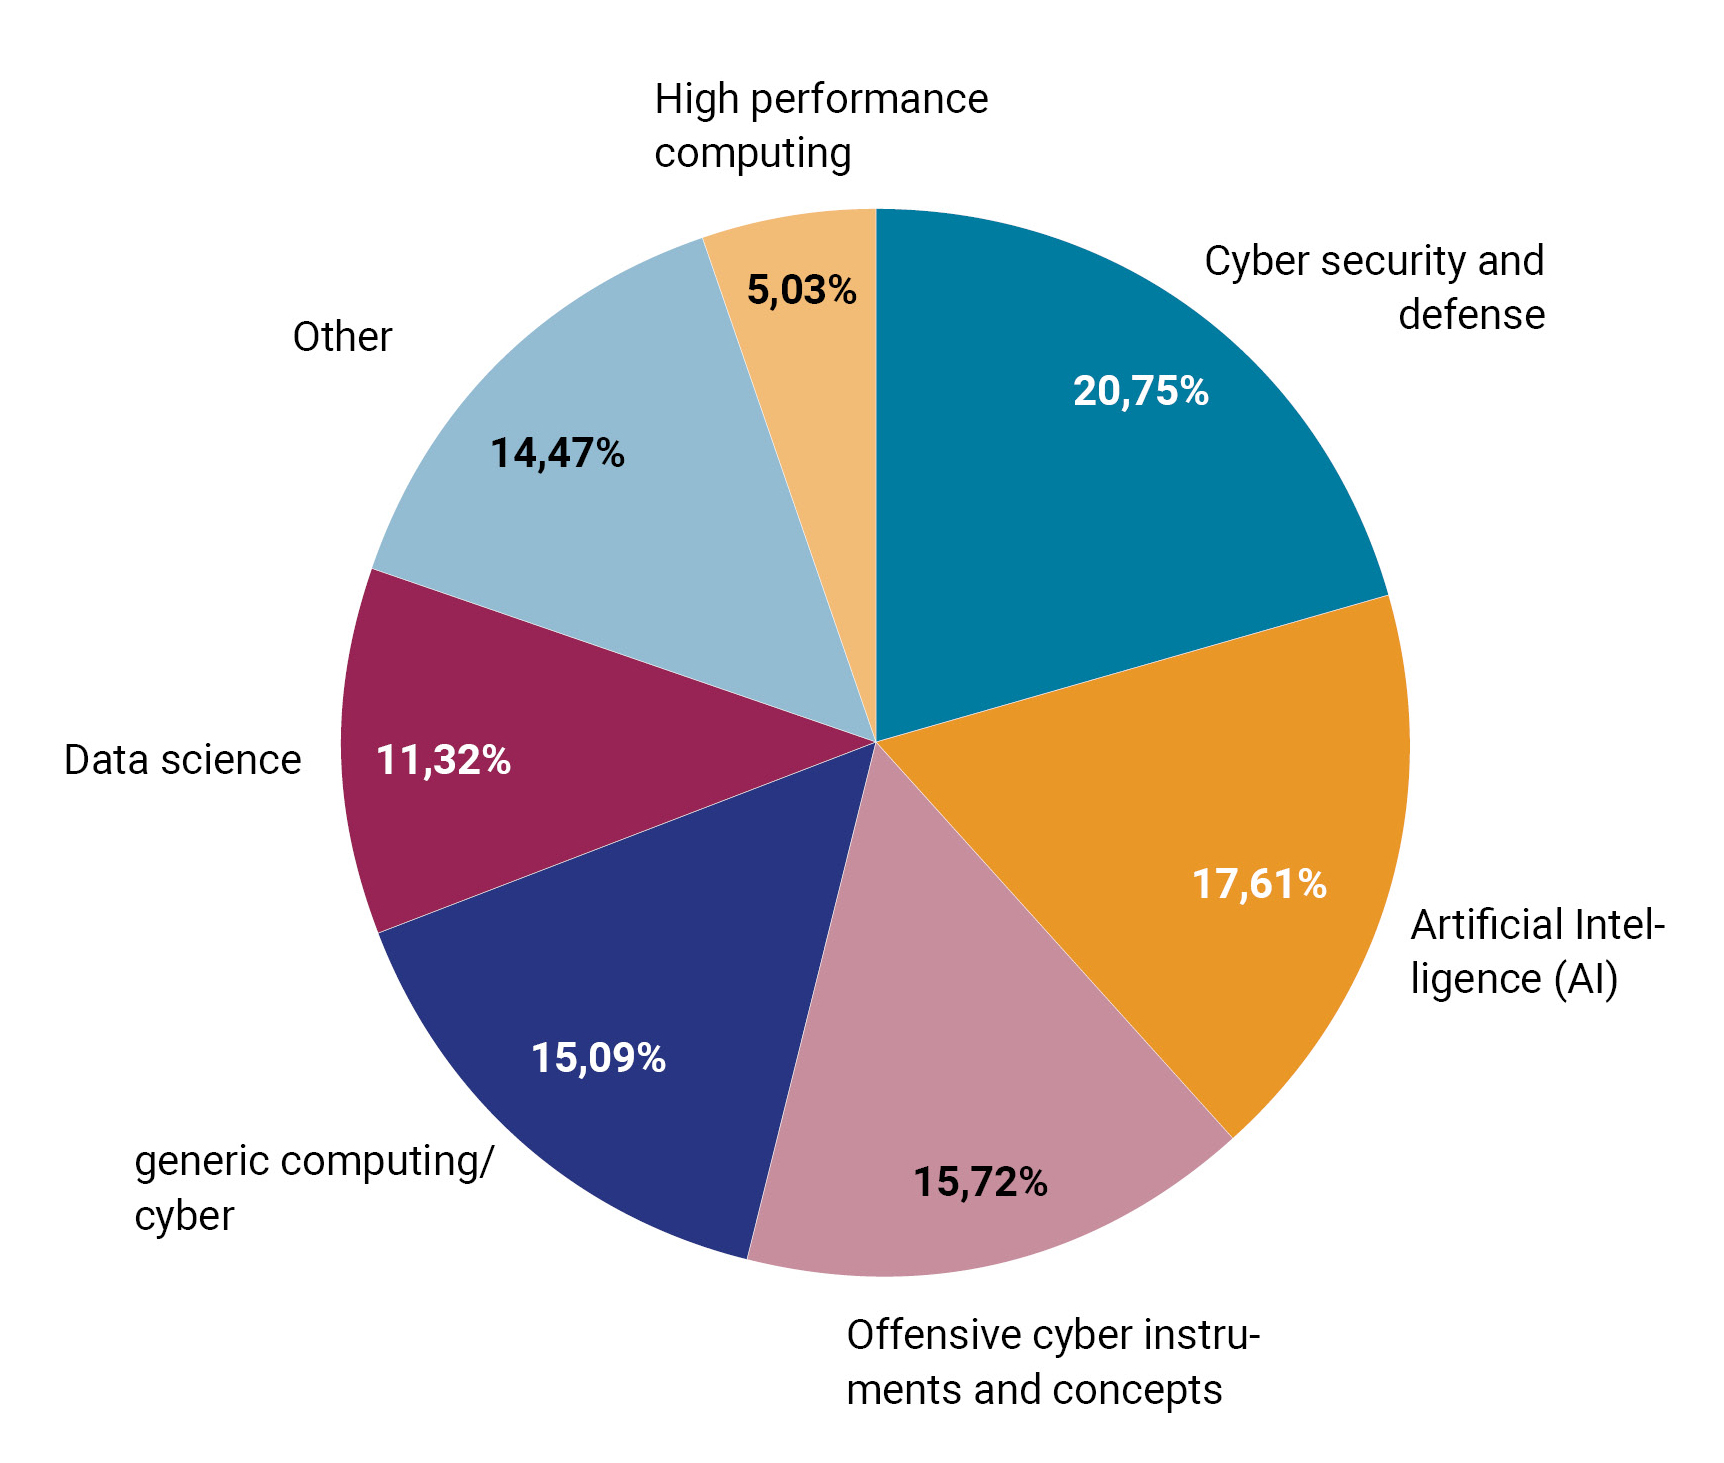 High performance
computing
5,03%
Cyber security and
defense
20,75%
Other
14,47%
Data science
11,32%
17,61%
Artificial Intel-
ligence (AI)
15,09%
generic computing/
cyber
15,72%
Offensive cyber instru-
ments and concepts